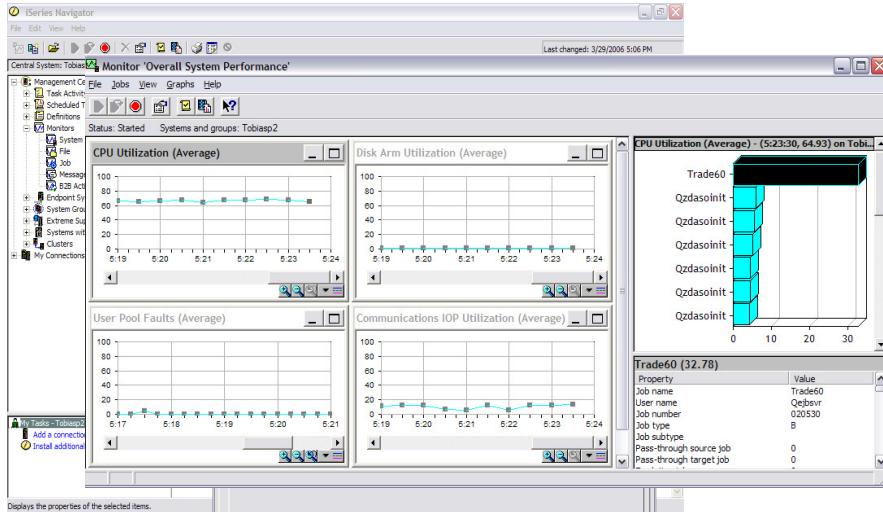 iSeries Navigator
File Edit View Help
Last changed: 3/29/2006 5:06 PM
Central System: Tobias
Management Ce
Task Activity
Scheduled T
Definitions
Monitors
System
File
Job
Message
B2B Acti
Endpoint Sy
System Grou
Extreme Sup
Systems wit
Clusters
My Connections
My Tasks - Tobiasp2
Add a connection
Install additional
Displays the properties of the selected items.
Monitor 'Overall System Performance'
File Jobs View Graphs Help
Status: Started Systems and groups: Tobiasp2
CPU Utilization (Average)
100
80
60
40
20
0
5:19 5:20 5:21 5:22 5:23 5:24
Disk Arm Utilization (Average)
100
80
60
40
20
0
5:19 5:20 5:21 5:22 5:23 5:24
User Pool Faults (Average)
100
80
60
40
20
0
5:17 5:18 5:19 5:20 5:21
Communications IOP Utilization (Average)
100
80
60
40
20
0
5:19 5:20 5:21 5:22 5:23 5:24
CPU Utilization (Average) - (5:23:30, 64.93) on Tobi...
Trade60
Qzdasoinit
Qzdasoinit
Qzdasoinit
Qzdasoinit
Qzdasoinit
Qzdasoinit
0 10 20 30
Trade60 (32.78)
Property Value
Job name Trade60
User name Qejbsvr
Job number 020530
Job type B
Job subtype
Pass-through source job 0
Pass-through target job 0